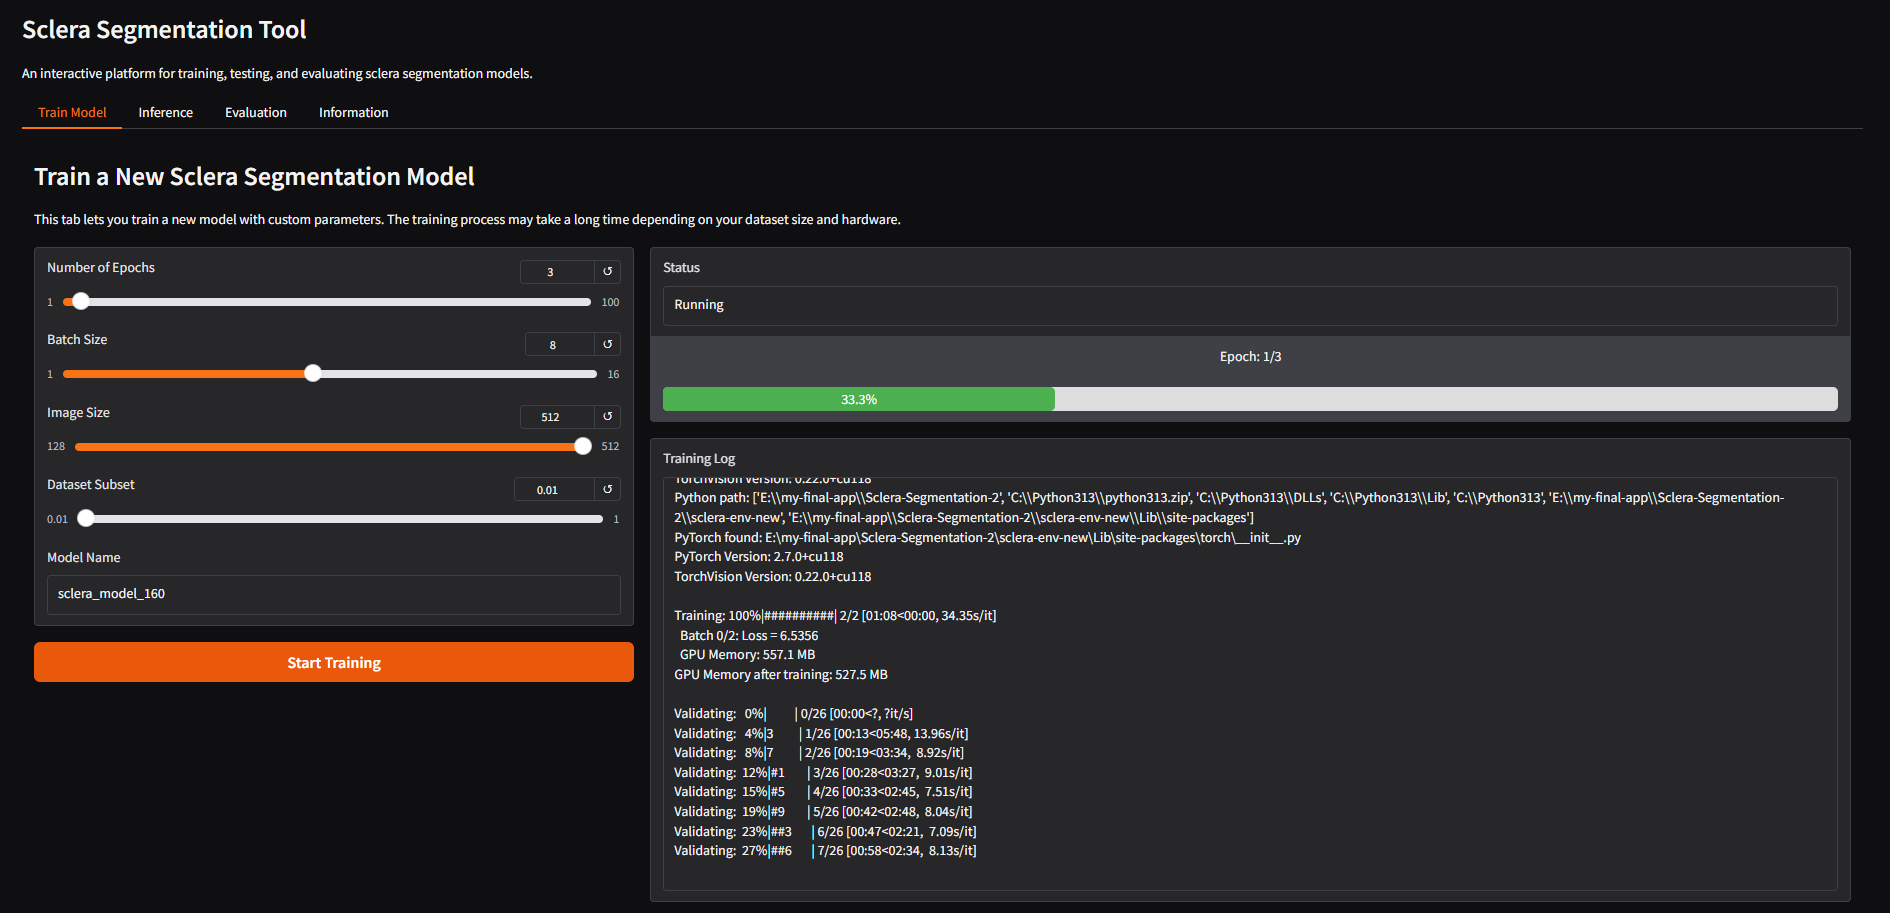 Sclera Segmentation Tool
An interactive platform for training, testing, and evaluating sclera segmentation models.
Train Model Inference Evaluation Information
Train a New Sclera Segmentation Model
This tab lets you train a new model with custom parameters. The training process may take a long time depending on your dataset size and hardware.
Number of Epochs
3 ↺
1 100
Batch Size
8 ↺
1 16
Image Size
512 ↺
128 512
Dataset Subset
0.01 ↺
0.01 1
Model Name
sclera_model_160
Start Training
Status
Running
Epoch: 1/3
33.3%
Training Log
TorchVision Version: 0.22.0+cu118
Python path: ['E:\\my-final-app\\Sclera-Segmentation-2', 'C:\\Python313\\python313.zip', 'C:\\Python313\\DLLs', 'C:\\Python313\\Lib', 'C:\\Python313', 'E:\\my-final-app\\Sclera-Segmentation-
2\\sclera-env-new', 'E:\\my-final-app\\Sclera-Segmentation-2\\sclera-env-new\\Lib\\site-packages']
PyTorch found: E:\my-final-app\Sclera-Segmentation-2\sclera-env-new\Lib\site-packages\torch\__init__.py
PyTorch Version: 2.7.0+cu118
TorchVision Version: 0.22.0+cu118
Training: 100%|##########| 2/2 [01:08<00:00, 34.35s/it]
Batch 0/2: Loss = 6.5356
GPU Memory: 557.1 MB
GPU Memory after training: 527.5 MB
Validating: 0%| | 0/26 [00:00<?, ?it/s]
Validating: 4%|3 | 1/26 [00:13<05:48, 13.96s/it]
Validating: 8%|7 | 2/26 [00:19<03:34, 8.92s/it]
Validating: 12%|#1 | 3/26 [00:28<03:27, 9.01s/it]
Validating: 15%|#5 | 4/26 [00:33<02:45, 7.51s/it]
Validating: 19%|#9 | 5/26 [00:42<02:48, 8.04s/it]
Validating: 23%|##3 | 6/26 [00:47<02:21, 7.09s/it]
Validating: 27%|##6 | 7/26 [00:58<02:34, 8.13s/it]